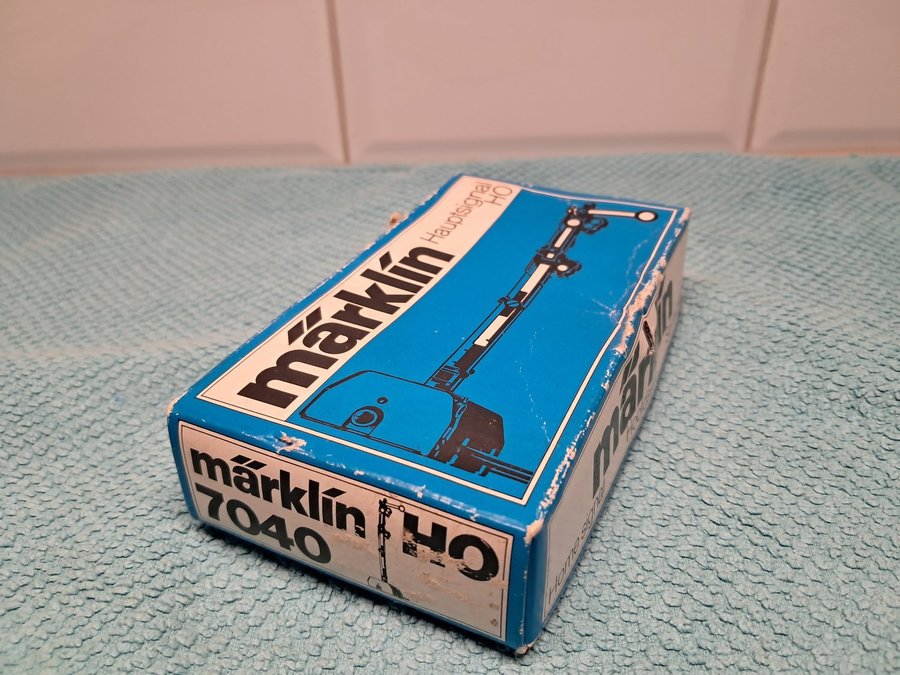 märklin
Hauptsignal
HO
märklin
7040
HO
märklin
Home signal